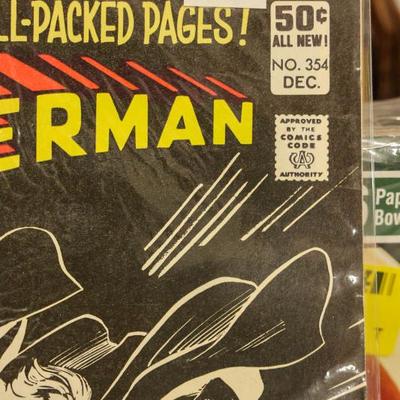 LL-PACKED PAGES!
50¢
ALL NEW!
NO. 354
DEC.
ERMAN
APPROVED
BY THE
COMICS
CODE
CA
AUTHORITY
Pap
Bow